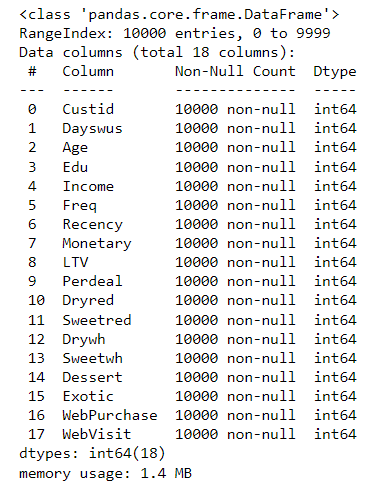 <class 'pandas.core.frame.DataFrame'>
RangeIndex: 10000 entries, 0 to 9999
Data columns (total 18 columns):
 #   Column       Non-Null Count  Dtype
---  ------       --------------  -----
 0   Custid       10000 non-null  int64
 1   Dayswus      10000 non-null  int64
 2   Age          10000 non-null  int64
 3   Edu          10000 non-null  int64
 4   Income       10000 non-null  int64
 5   Freq         10000 non-null  int64
 6   Recency      10000 non-null  int64
 7   Monetary     10000 non-null  int64
 8   LTV          10000 non-null  int64
 9   Perdeal      10000 non-null  int64
 10  Dryred       10000 non-null  int64
 11  Sweetred     10000 non-null  int64
 12  Drywh        10000 non-null  int64
 13  Sweetwh      10000 non-null  int64
 14  Dessert      10000 non-null  int64
 15  Exotic       10000 non-null  int64
 16  WebPurchase  10000 non-null  int64
 17  WebVisit     10000 non-null  int64
dtypes: int64(18)
memory usage: 1.4 MB